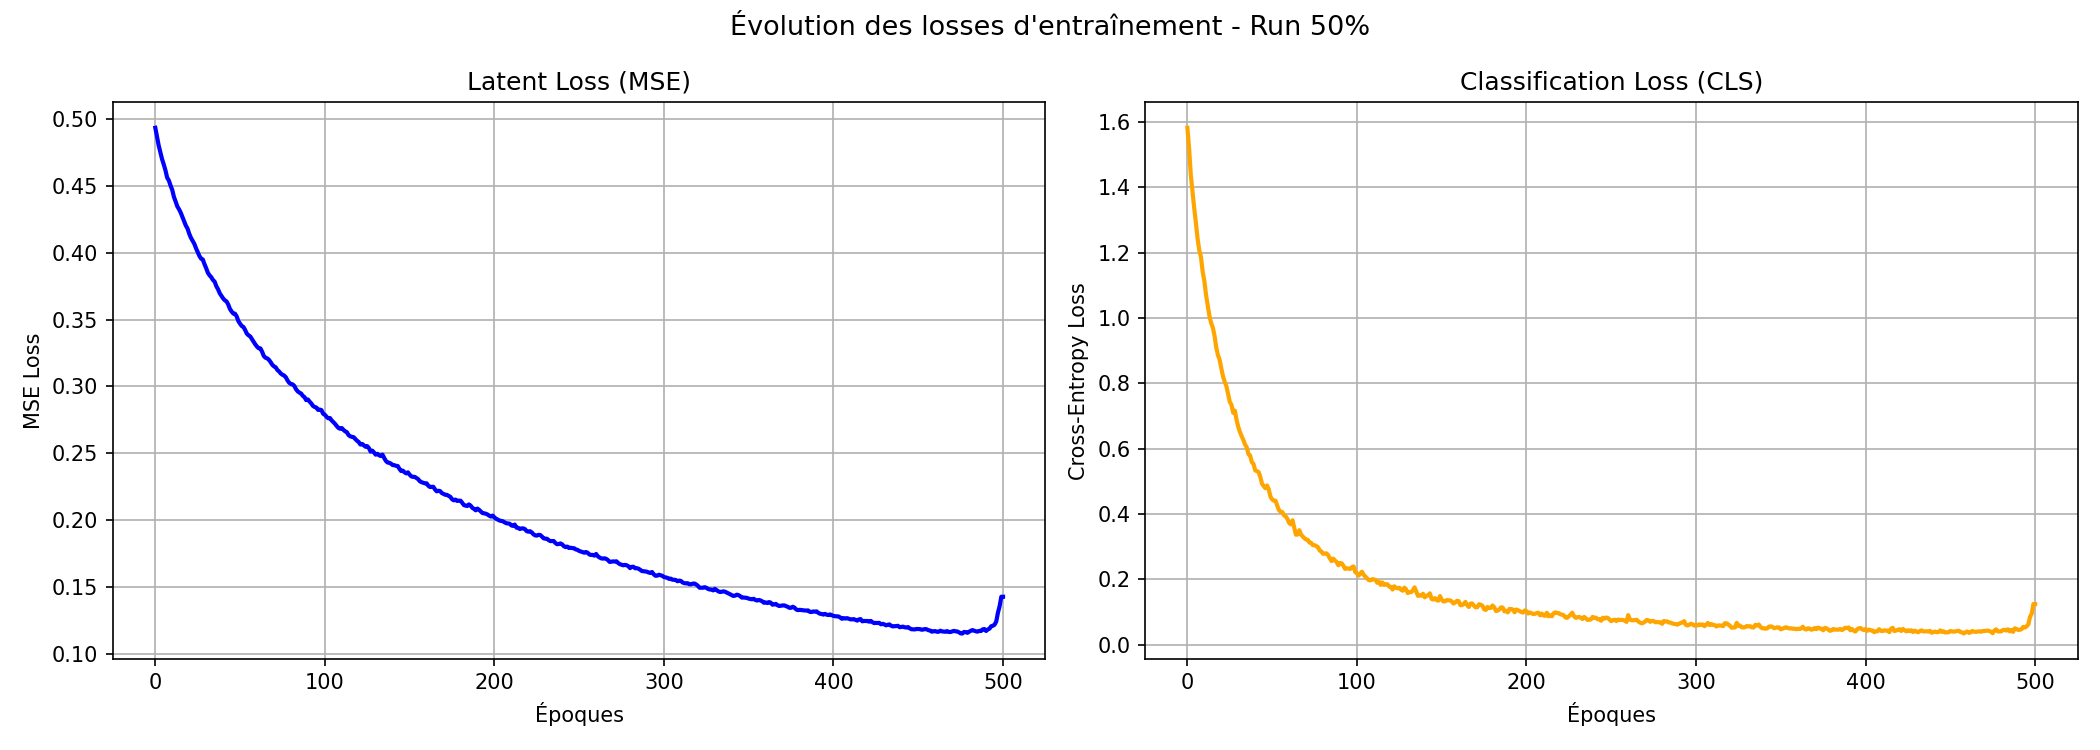 Évolution des losses d'entraînement - Run 50%
Latent Loss (MSE)
MSE Loss
0.50
0.45
0.40
0.35
0.30
0.25
0.20
0.15
0.10
0 100 200 300 400 500
Époques
Classification Loss (CLS)
Cross-Entropy Loss
1.6
1.4
1.2
1.0
0.8
0.6
0.4
0.2
0.0
0 100 200 300 400 500
Époques